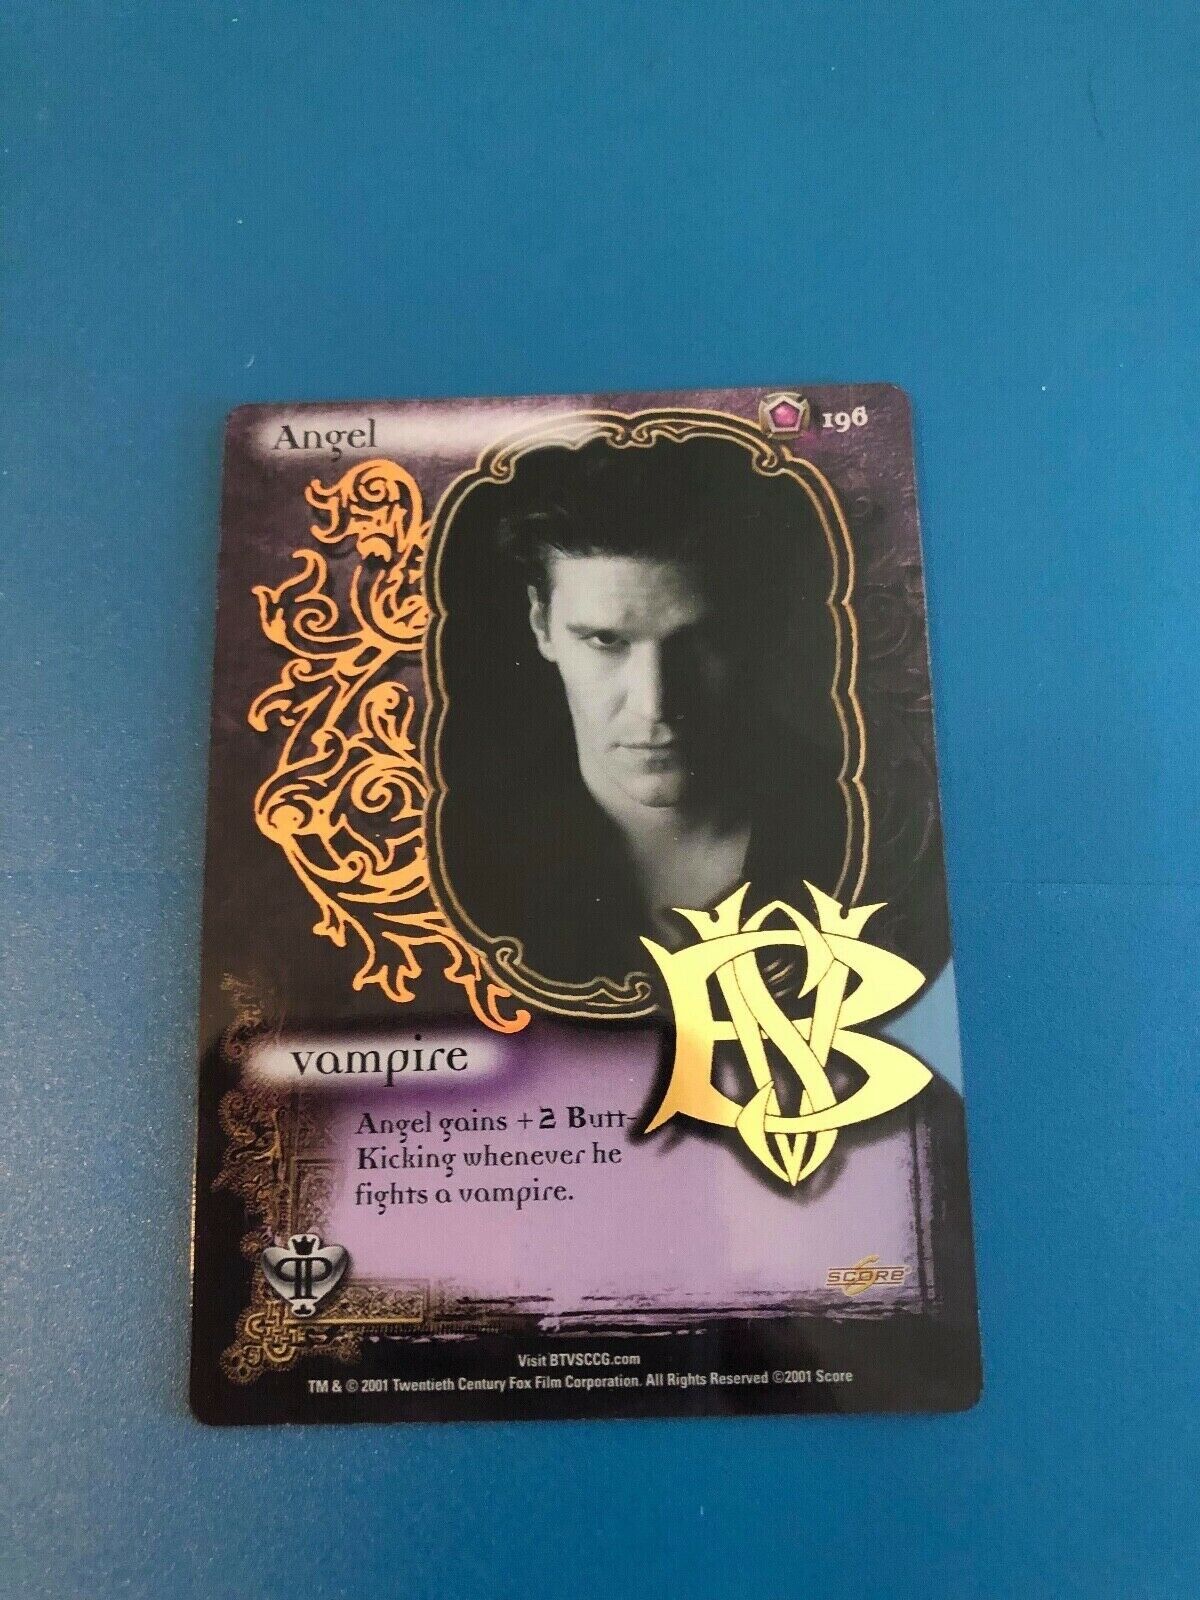 Angel
196
vampire
Angel gains +2 Butt-
Kicking whenever he
fights a vampire.
SCORE
Visit BTVSCCG.com
TM & © 2001 Twentieth Century Fox Film Corporation. All Rights Reserved ©2001 Score